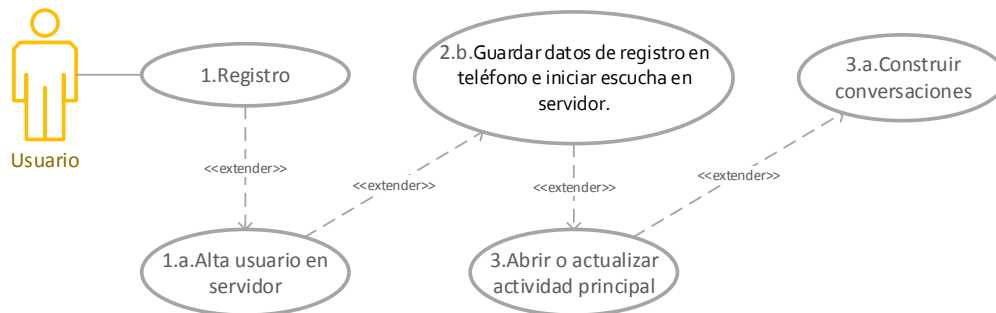 Usuario
1.Registro
<<extender>>
1.a.Alta usuario en
servidor
<<extender>>
2.b.Guardar datos de registro en
teléfono e iniciar escucha en
servidor.
<<extender>>
3.Abrir o actualizar
actividad principal
<<extender>>
3.a.Construir
conversaciones